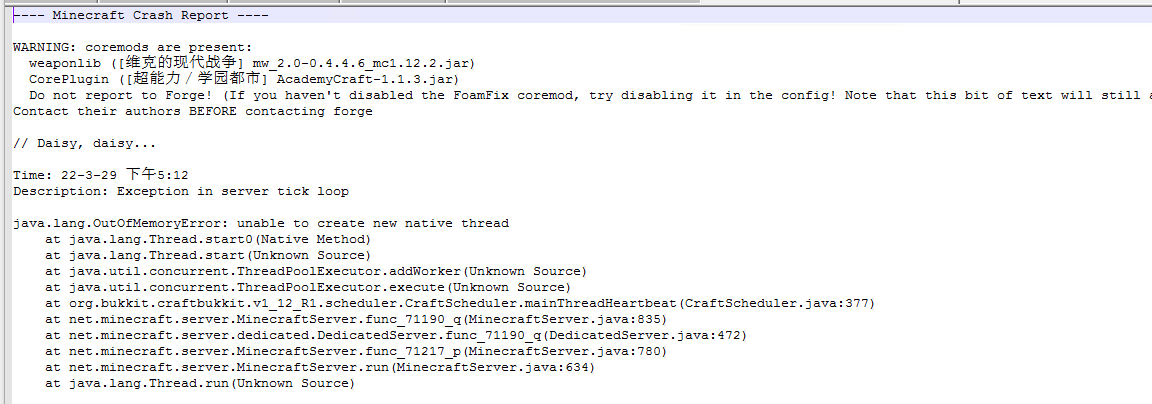 ---- Minecraft Crash Report ----
WARNING: coremods are present:
weaponlib ([维克的现代战争] mw_2.0-0.4.4.6_mc1.12.2.jar)
CorePlugin ([超能力／学园都市] AcademyCraft-1.1.3.jar)
Do not report to Forge! (If you haven't disabled the FoamFix coremod, try disabling it in the config! Note that this bit of text will still a
Contact their authors BEFORE contacting forge
// Daisy, daisy...
Time: 22-3-29 下午5:12
Description: Exception in server tick loop
java.lang.OutOfMemoryError: unable to create new native thread
at java.lang.Thread.start0(Native Method)
at java.lang.Thread.start(Unknown Source)
at java.util.concurrent.ThreadPoolExecutor.addWorker(Unknown Source)
at java.util.concurrent.ThreadPoolExecutor.execute(Unknown Source)
at org.bukkit.craftbukkit.v1_12_R1.scheduler.CraftScheduler.mainThreadHeartbeat(CraftScheduler.java:377)
at net.minecraft.server.MinecraftServer.func_71190_q(MinecraftServer.java:835)
at net.minecraft.server.dedicated.DedicatedServer.func_71190_q(DedicatedServer.java:472)
at net.minecraft.server.MinecraftServer.func_71217_p(MinecraftServer.java:780)
at net.minecraft.server.MinecraftServer.run(MinecraftServer.java:634)
at java.lang.Thread.run(Unknown Source)